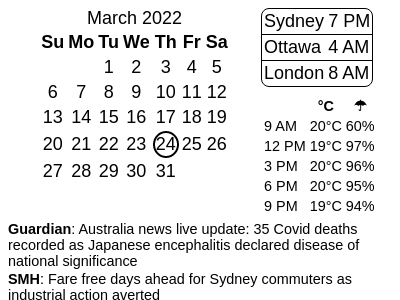 March 2022
Su Mo Tu We Th Fr Sa
1 2 3 4 5
6 7 8 9 10 11 12
13 14 15 16 17 18 19
20 21 22 23 24 25 26
27 28 29 30 31
Sydney 7 PM
Ottawa 4 AM
London 8 AM
°C ☂
9 AM 20°C 60%
12 PM 19°C 97%
3 PM 20°C 96%
6 PM 20°C 95%
9 PM 19°C 94%
Guardian: Australia news live update: 35 Covid deaths
recorded as Japanese encephalitis declared disease of
national significance
SMH: Fare free days ahead for Sydney commuters as
industrial action averted